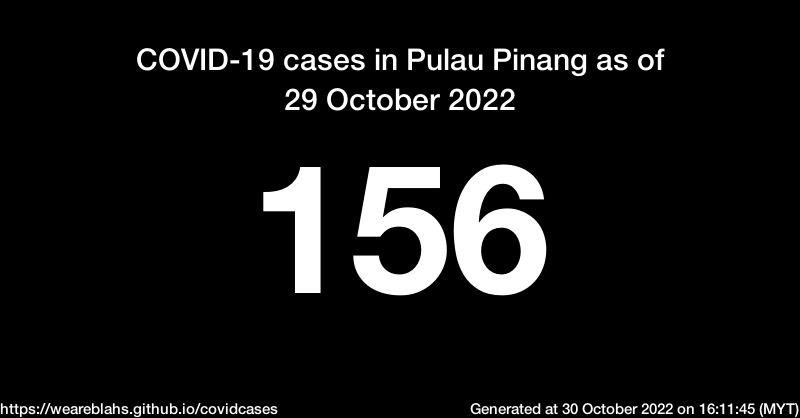 COVID-19 cases in Pulau Pinang as of
29 October 2022
156
https://weareblahs.github.io/covidcases
Generated at 30 October 2022 on 16:11:45 (MYT)